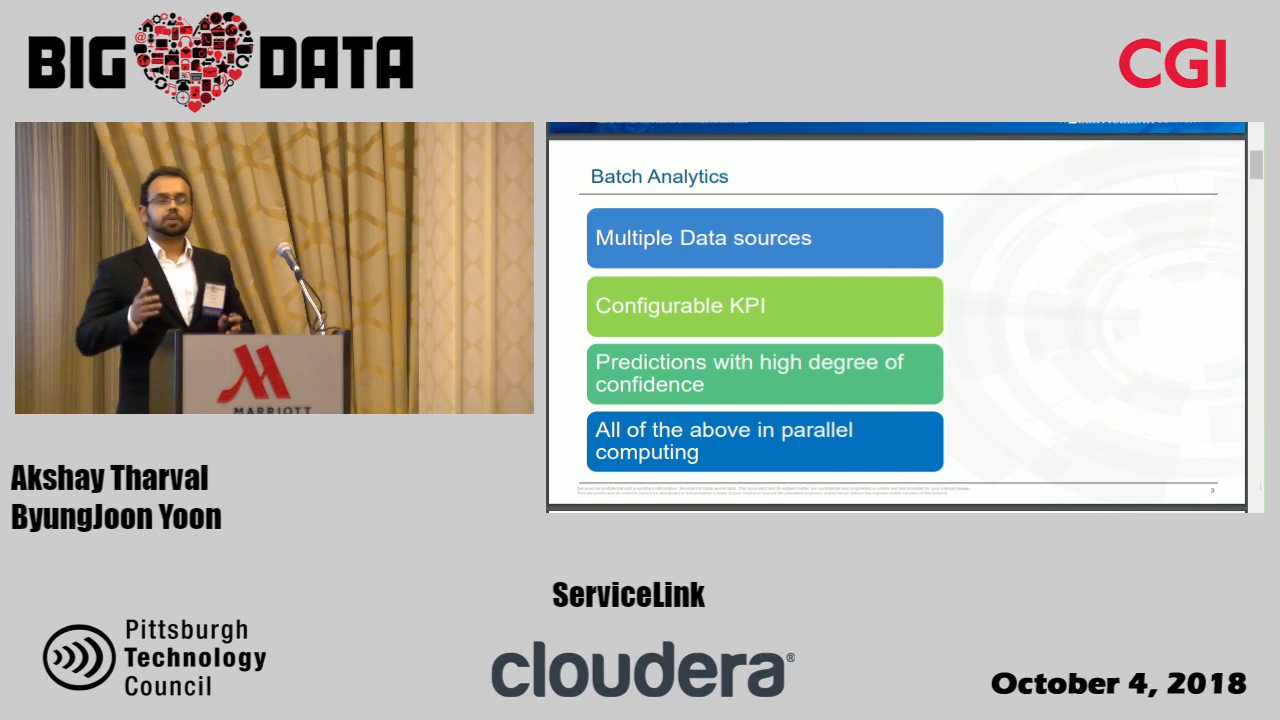 BIG DATA
CGI
Batch Analytics
Multiple Data sources
Configurable KPI
Predictions with high degree of
confidence
All of the above in parallel
computing
3
MARRIOTT
Akshay Tharval
ByungJoon Yoon
ServiceLink
Pittsburgh
Technology
Council
cloudera®
October 4, 2018